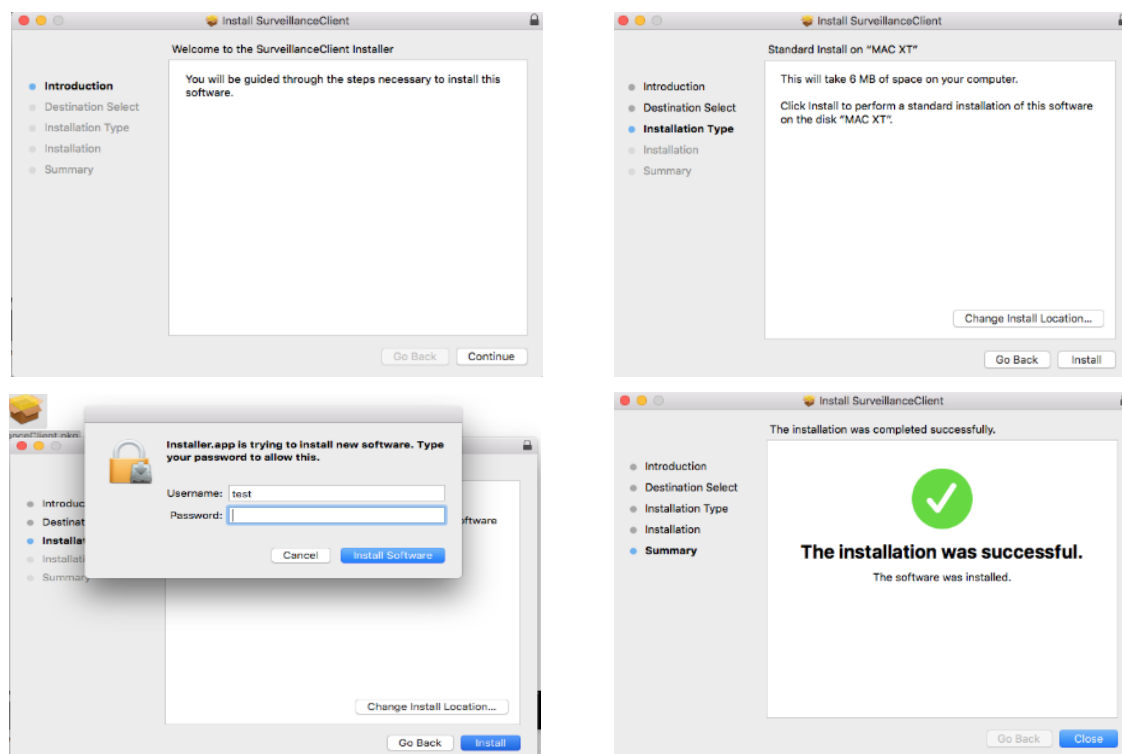 Install SurveillanceClient
Welcome to the SurveillanceClient Installer
Introduction
Destination Select
Installation Type
Installation
Summary
You will be guided through the steps necessary to install this
software.
Go Back
Continue
Install SurveillanceClient
Standard Install on “MAC XT”
Introduction
Destination Select
Installation Type
Installation
Summary
This will take 6 MB of space on your computer.
Click Install to perform a standard installation of this software
on the disk “MAC XT”.
Change Install Location...
Go Back
Install
Installer.app is trying to install new software. Type
your password to allow this.
Username: test
Password:
Cancel
Install Software
Introduc
Destinat
Installat
Installati
Summary
ftware
Change Install Location...
Go Back
Install
Install SurveillanceClient
The installation was completed successfully.
Introduction
Destination Select
Installation Type
Installation
Summary
The installation was successful.
The software was installed.
Go Back
Close